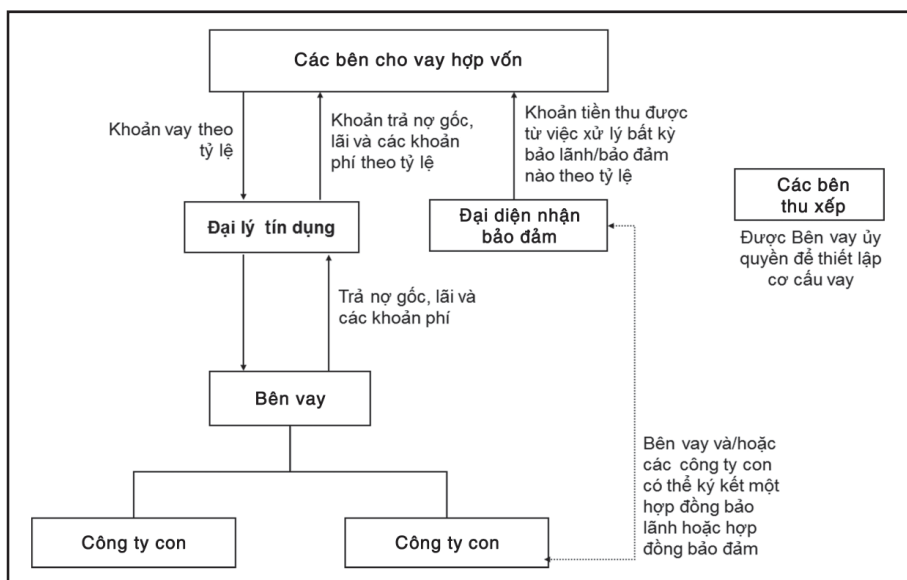 Các bên cho vay hợp vốn
Khoản vay theo
tỷ lệ
Khoản trả nợ gốc,
lãi và các khoản
phí theo tỷ lệ
Khoản tiền thu được
từ việc xử lý bất kỳ
bảo lãnh/bảo đảm
nào theo tỷ lệ
Các bên
thu xếp
Được Bên vay ủy
quyền để thiết lập
cơ cấu vay
Đại lý tín dụng
Đại diện nhận
bảo đảm
Trả nợ gốc, lãi và
các khoản phí
Bên vay
Bên vay và/hoặc
các công ty con
có thể ký kết một
hợp đồng bảo
lãnh hoặc hợp
đồng bảo đảm
Công ty con
Công ty con